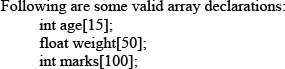 Following are some valid array declarations:
int age[15];
float weight[50];
int marks[100];